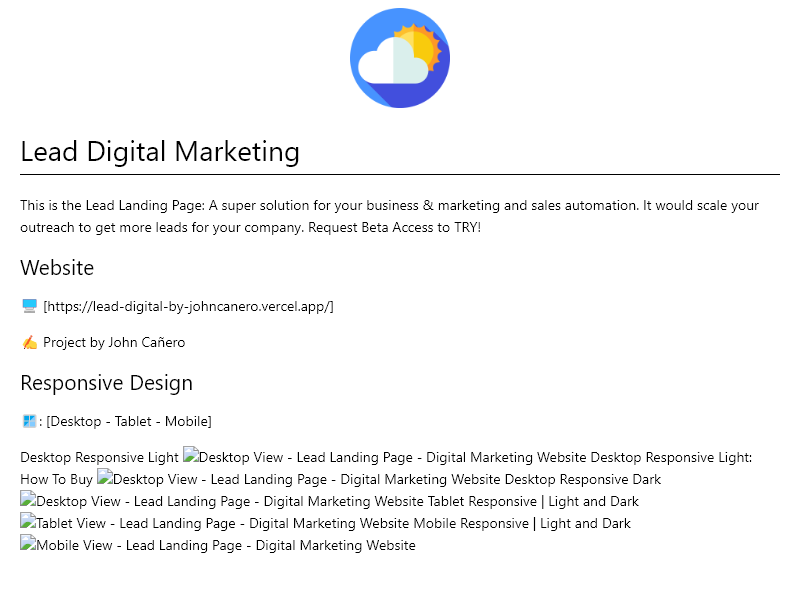 Lead Digital Marketing
This is the Lead Landing Page: A super solution for your business & marketing and sales automation. It would scale your
outreach to get more leads for your company. Request Beta Access to TRY!
Website
[https://lead-digital-by-johncanero.vercel.app/]
Project by John Cañero
Responsive Design
: [Desktop - Tablet - Mobile]
Desktop Responsive Light Desktop View - Lead Landing Page - Digital Marketing Website Desktop Responsive Light:
How To Buy Desktop View - Lead Landing Page - Digital Marketing Website Desktop Responsive Dark
Desktop View - Lead Landing Page - Digital Marketing Website Tablet Responsive | Light and Dark
Tablet View - Lead Landing Page - Digital Marketing Website Mobile Responsive | Light and Dark
Mobile View - Lead Landing Page - Digital Marketing Website